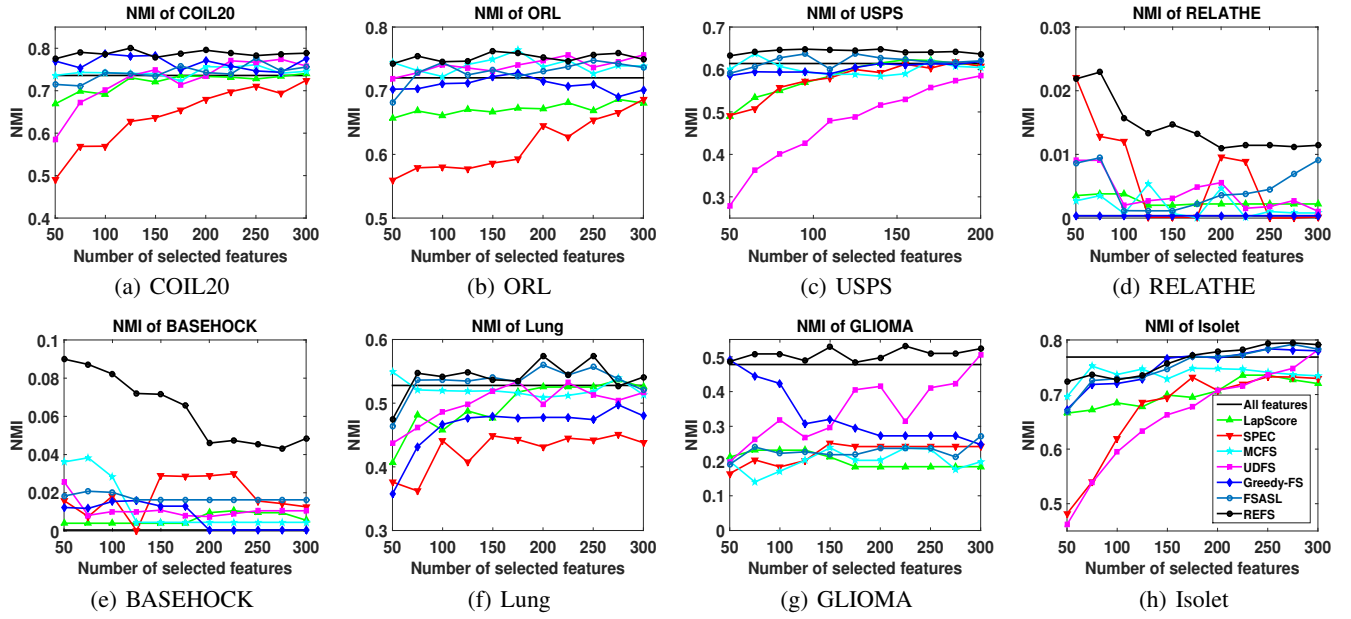 NMI of COIL20
NMI
0.8
0.7
0.6
0.5
0.4
50 100 150 200 250 300
Number of selected features
(a) COIL20
NMI of ORL
NMI
0.8
0.7
0.6
0.5
50 100 150 200 250 300
Number of selected features
(b) ORL
NMI of USPS
NMI
0.7
0.6
0.5
0.4
0.3
50 100 150 200
Number of selected features
(c) USPS
NMI of RELATHE
NMI
0.03
0.02
0.01
0
50 100 150 200 250 300
Number of selected features
(d) RELATHE
NMI of BASEHOCK
NMI
0.1
0.08
0.06
0.04
0.02
0
50 100 150 200 250 300
Number of selected features
(e) BASEHOCK
NMI of Lung
NMI
0.6
0.5
0.4
0.3
50 100 150 200 250 300
Number of selected features
(f) Lung
NMI of GLIOMA
NMI
0.5
0.4
0.3
0.2
0.1
0
50 100 150 200 250 300
Number of selected features
(g) GLIOMA
NMI of Isolet
NMI
0.8
0.7
0.6
0.5
50 100 150 200 250 300
Number of selected features
All features
LapScore
SPEC
MCFS
UDFS
Greedy-FS
FSASL
REFS
(h) Isolet